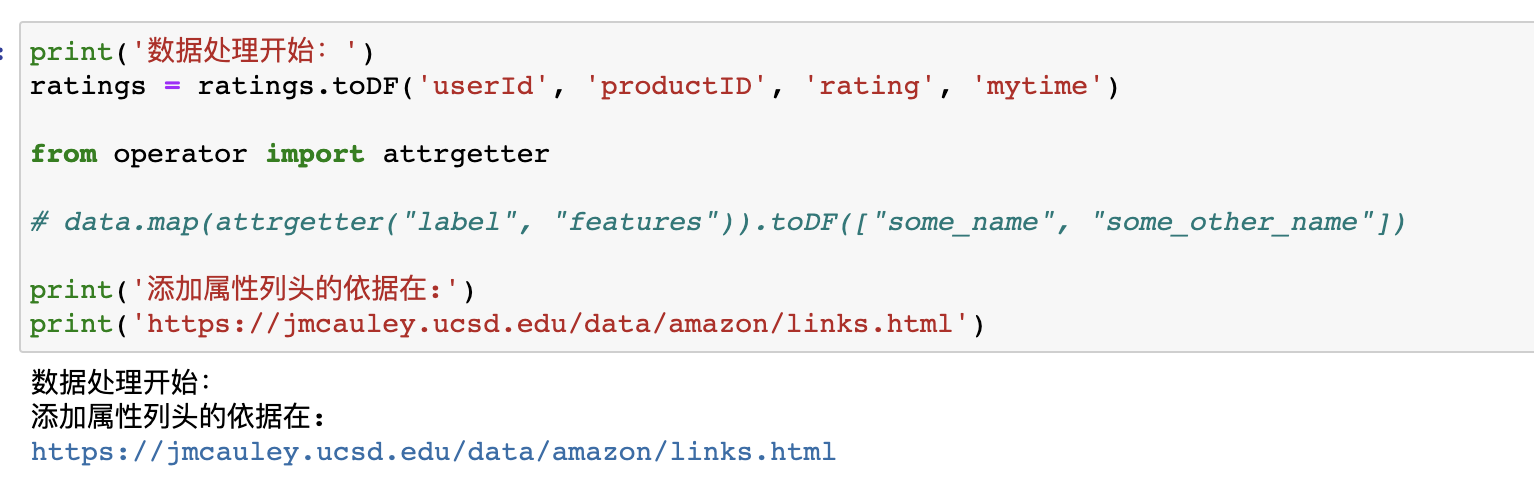 print('数据处理开始：')
ratings = ratings.toDF('userId', 'productID', 'rating', 'mytime')
from operator import attrgetter
# data.map(attrgetter("label", "features")).toDF(["some_name", "some_other_name"])
print('添加属性列头的依据在:')
print('https://jmcauley.ucsd.edu/data/amazon/links.html')
数据处理开始：
添加属性列头的依据在:
https://jmcauley.ucsd.edu/data/amazon/links.html